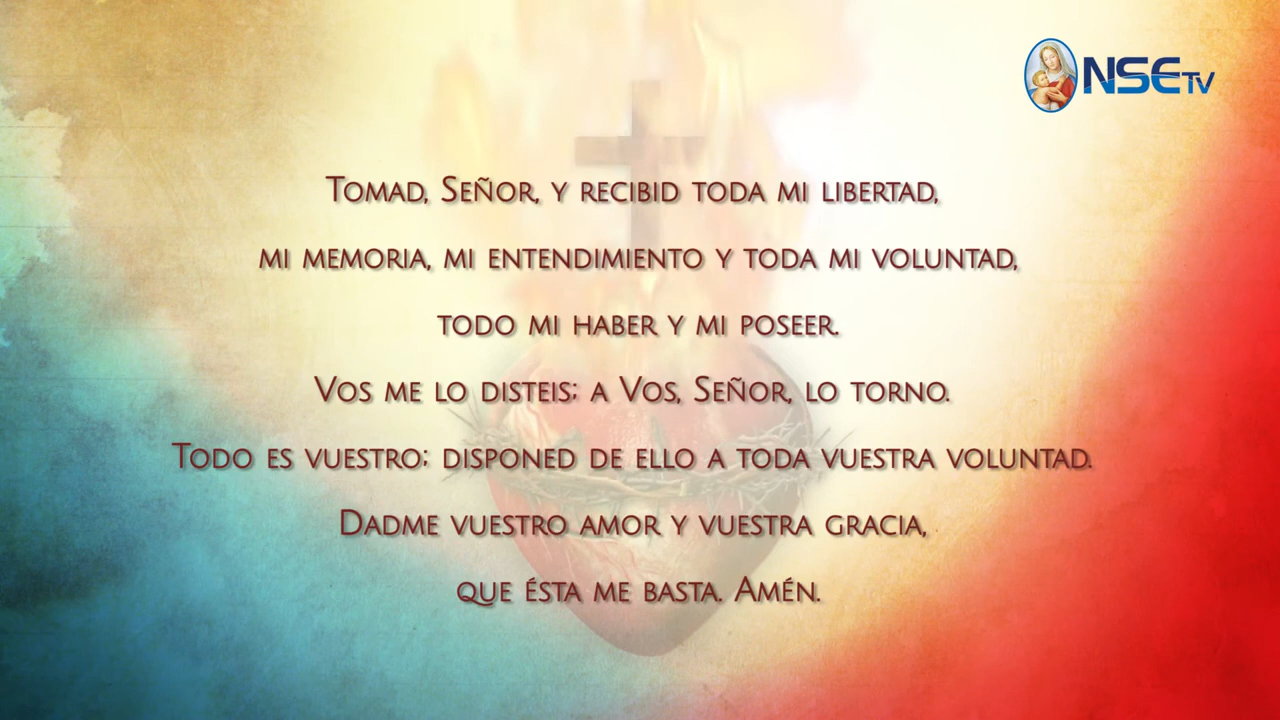 NSE TV
Tomad, Señor, y recibid toda mi libertad,
mi memoria, mi entendimiento y toda mi voluntad,
todo mi haber y mi poseer.
Vos me lo disteis; a Vos, Señor, lo torno.
Todo es vuestro; disponed de ello a toda vuestra voluntad.
Dadme vuestro amor y vuestra gracia,
que ésta me basta. Amén.